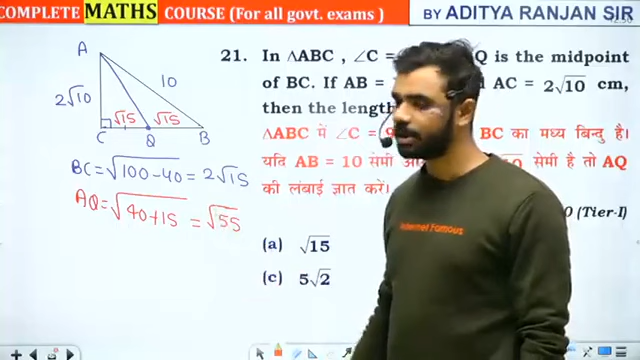 COMPLETE MATHS COURSE (For all govt. exams)
BY ADITYA RANJAN SIR
A
10
2√10
√15 √15
C Q B
BC = √100-40 = 2√15
AQ = √40+15 = √55
21. In △ABC, ∠C = Q is the midpoint
of BC. If AB = AC = 2√10 cm,
then the length
△ABC में ∠C = BC का मध्य बिन्दु है।
यदि AB = 10 सेमी सेमी है तो AQ
की लंबाई ज्ञात करें।
(Tier-I)
(a) √15
(c) 5√2
Internet Famous